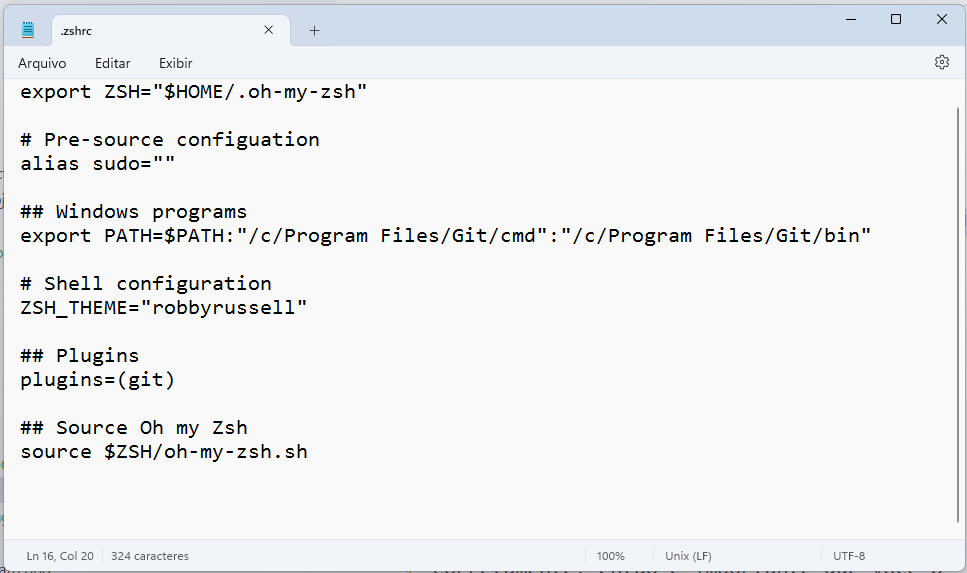 .zshrc
Arquivo Editar Exibir
export ZSH="$HOME/.oh-my-zsh"
# Pre-source configuation
alias sudo=""
## Windows programs
export PATH=$PATH:"/c/Program Files/Git/cmd":"/c/Program Files/Git/bin"
# Shell configuration
ZSH_THEME="robbyrussell"
## Plugins
plugins=(git)
## Source Oh my Zsh
source $ZSH/oh-my-zsh.sh
Ln 16, Col 20 324 caracteres 100% Unix (LF) UTF-8